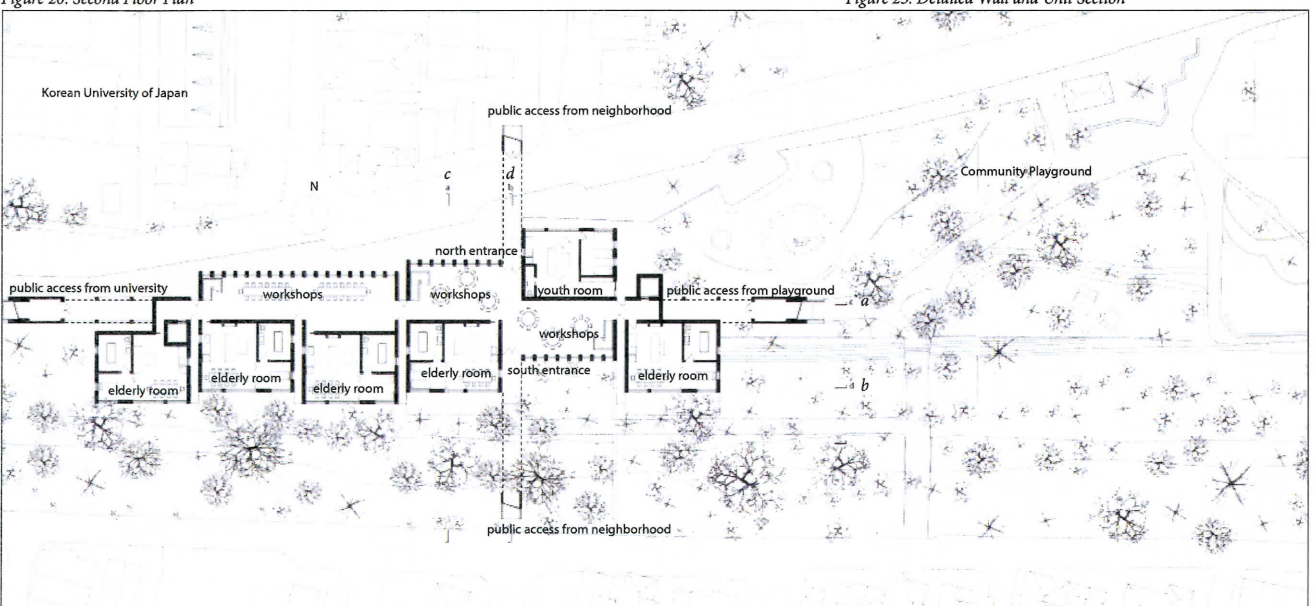 Figure 20: Second Floor Plan
Figure 23: Detailed Wall and Unit Section
Korean University of Japan
public access from neighborhood
N
c
d
Community Playground
north entrance
public access from university
workshops
workshops
youth room
public access from playground
a
workshops
elderly room
elderly room
elderly room
elderly room
south entrance
elderly room
b
public access from neighborhood